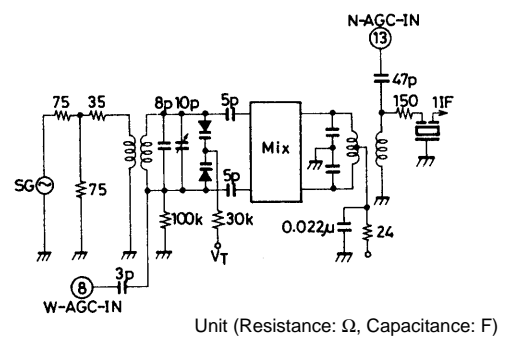 N-AGC-IN
13
47p
75
35
8p
10p
5p
150
1IF
Mix
SG
75
5p
100k
30k
0.022μ
24
3p
VT
8
W-AGC-IN
Unit (Resistance: Ω, Capacitance: F)